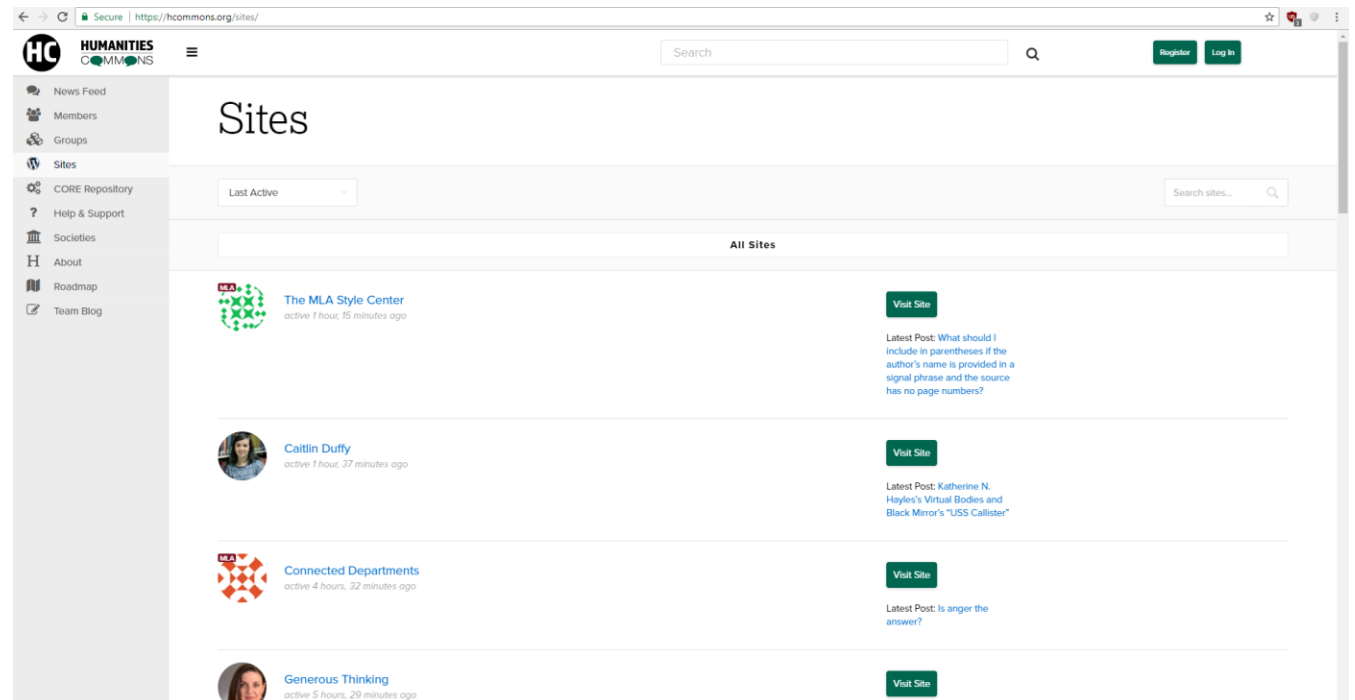 Secure | https://hcommons.org/sites/
HC
HUMANITIES
COMMONS
Search
Register
Log In
News Feed
Members
Groups
Sites
CORE Repository
Help & Support
Societies
About
Roadmap
Team Blog
Sites
Last Active
Search sites...
All Sites
MLA
The MLA Style Center
active 1 hour, 15 minutes ago
Visit Site
Latest Post: What should I
include in parentheses if the
author's name is provided in a
signal phrase and the source
has no page numbers?
Caitlin Duffy
active 1 hour, 37 minutes ago
Visit Site
Latest Post: Katherine N.
Hayles's Virtual Bodies and
Black Mirror's "USS Callister"
MLA
Connected Departments
active 4 hours, 32 minutes ago
Visit Site
Latest Post: Is anger the
answer?
Generous Thinking
active 5 hours, 29 minutes ago
Visit Site